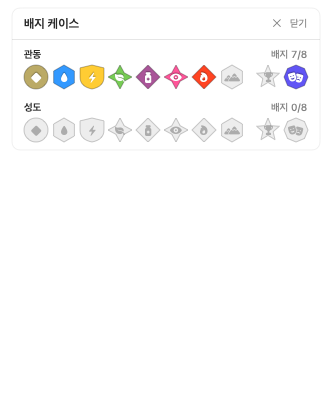 배지 케이스
닫기
관동
배지 7/8
성도
배지 0/8